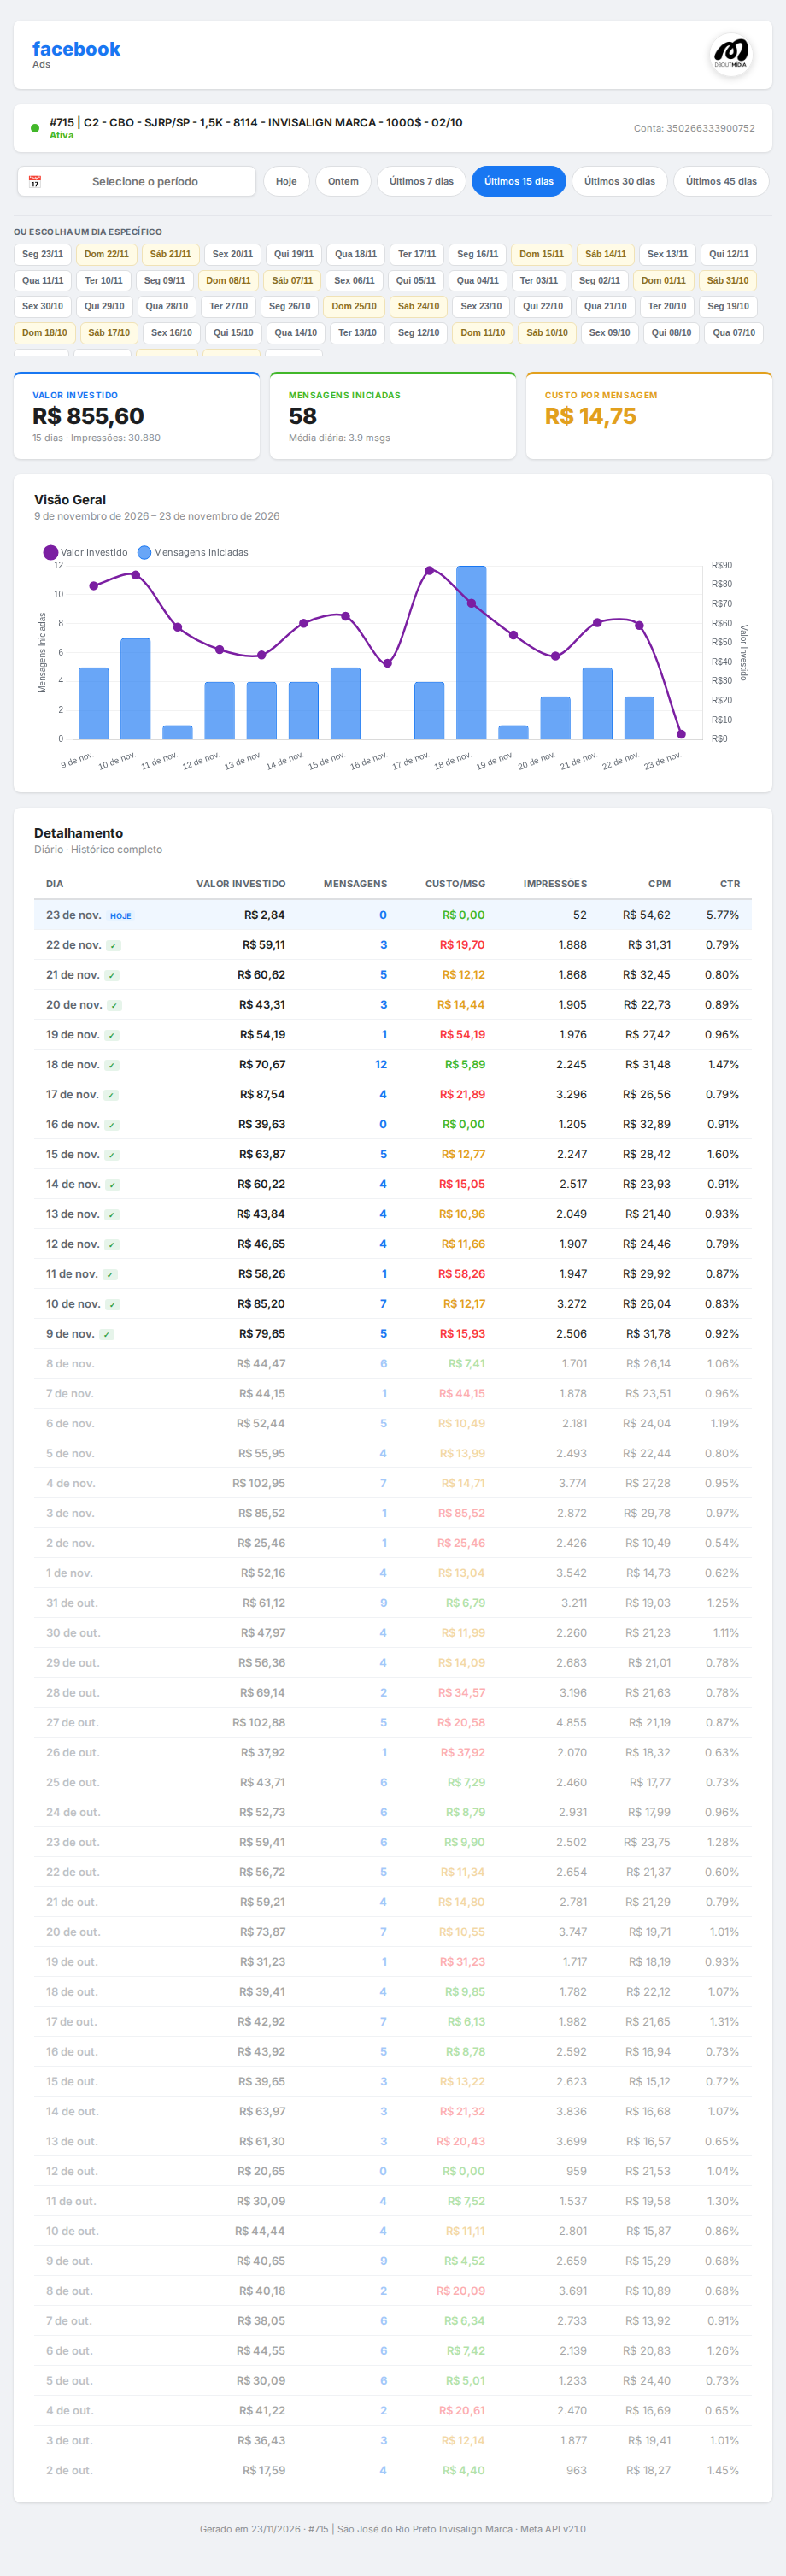 facebook
Ads
DBOUTMÍDIA
#715 | C2 - CBO - SJRP/SP - 1,5K - 8114 - INVISALIGN MARCA - 1000$ - 02/10
Ativa
Conta: 350266333900752
Selecione o período
Hoje
Ontem
Últimos 7 dias
Últimos 15 dias
Últimos 30 dias
Últimos 45 dias
OU ESCOLHA UM DIA ESPECÍFICO
Seg 23/11 Dom 22/11 Sáb 21/11 Sex 20/11 Qui 19/11 Qua 18/11 Ter 17/11 Seg 16/11 Dom 15/11 Sáb 14/11 Sex 13/11 Qui 12/11
Qua 11/11 Ter 10/11 Seg 09/11 Dom 08/11 Sáb 07/11 Sex 06/11 Qui 05/11 Qua 04/11 Ter 03/11 Seg 02/11 Dom 01/11 Sáb 31/10
Sex 30/10 Qui 29/10 Qua 28/10 Ter 27/10 Seg 26/10 Dom 25/10 Sáb 24/10 Sex 23/10 Qui 22/10 Qua 21/10 Ter 20/10 Seg 19/10
Dom 18/10 Sáb 17/10 Sex 16/10 Qui 15/10 Qua 14/10 Ter 13/10 Seg 12/10 Dom 11/10 Sáb 10/10 Sex 09/10 Qui 08/10 Qua 07/10
VALOR INVESTIDO
R$ 855,60
15 dias · Impressões: 30.880
MENSAGENS INICIADAS
58
Média diária: 3.9 msgs
CUSTO POR MENSAGEM
R$ 14,75
Visão Geral
9 de novembro de 2026 – 23 de novembro de 2026
Valor Investido
Mensagens Iniciadas
12
10
8
6
4
2
0
Mensagens Iniciadas
R$90
R$80
R$70
R$60
R$50
R$40
R$30
R$20
R$10
R$0
Valor Investido
9 de nov. 10 de nov. 11 de nov. 12 de nov. 13 de nov. 14 de nov. 15 de nov. 16 de nov. 17 de nov. 18 de nov. 19 de nov. 20 de nov. 21 de nov. 22 de nov. 23 de nov.
Detalhamento
Diário · Histórico completo
DIA VALOR INVESTIDO MENSAGENS CUSTO/MSG IMPRESSÕES CPM CTR
23 de nov. HOJE R$ 2,84 0 R$ 0,00 52 R$ 54,62 5.77%
22 de nov. ✓ R$ 59,11 3 R$ 19,70 1.888 R$ 31,31 0.79%
21 de nov. ✓ R$ 60,62 5 R$ 12,12 1.868 R$ 32,45 0.80%
20 de nov. ✓ R$ 43,31 3 R$ 14,44 1.905 R$ 22,73 0.89%
19 de nov. ✓ R$ 54,19 1 R$ 54,19 1.976 R$ 27,42 0.96%
18 de nov. ✓ R$ 70,67 12 R$ 5,89 2.245 R$ 31,48 1.47%
17 de nov. ✓ R$ 87,54 4 R$ 21,89 3.296 R$ 26,56 0.79%
16 de nov. ✓ R$ 39,63 0 R$ 0,00 1.205 R$ 32,89 0.91%
15 de nov. ✓ R$ 63,87 5 R$ 12,77 2.247 R$ 28,42 1.60%
14 de nov. ✓ R$ 60,22 4 R$ 15,05 2.517 R$ 23,93 0.91%
13 de nov. ✓ R$ 43,84 4 R$ 10,96 2.049 R$ 21,40 0.93%
12 de nov. ✓ R$ 46,65 4 R$ 11,66 1.907 R$ 24,46 0.79%
11 de nov. ✓ R$ 58,26 1 R$ 58,26 1.947 R$ 29,92 0.87%
10 de nov. ✓ R$ 85,20 7 R$ 12,17 3.272 R$ 26,04 0.83%
9 de nov. ✓ R$ 79,65 5 R$ 15,93 2.506 R$ 31,78 0.92%
8 de nov. R$ 44,47 6 R$ 7,41 1.701 R$ 26,14 1.06%
7 de nov. R$ 44,15 1 R$ 44,15 1.878 R$ 23,51 0.96%
6 de nov. R$ 52,44 5 R$ 10,49 2.181 R$ 24,04 1.19%
5 de nov. R$ 55,95 4 R$ 13,99 2.493 R$ 22,44 0.80%
4 de nov. R$ 102,95 7 R$ 14,71 3.774 R$ 27,28 0.95%
3 de nov. R$ 85,52 1 R$ 85,52 2.872 R$ 29,78 0.97%
2 de nov. R$ 25,46 1 R$ 25,46 2.426 R$ 10,49 0.54%
1 de nov. R$ 52,16 4 R$ 13,04 3.542 R$ 14,73 0.62%
31 de out. R$ 61,12 9 R$ 6,79 3.211 R$ 19,03 1.25%
30 de out. R$ 47,97 4 R$ 11,99 2.260 R$ 21,23 1.11%
29 de out. R$ 56,36 4 R$ 14,09 2.683 R$ 21,01 0.78%
28 de out. R$ 69,14 2 R$ 34,57 3.196 R$ 21,63 0.78%
27 de out. R$ 102,88 5 R$ 20,58 4.855 R$ 21,19 0.87%
26 de out. R$ 37,92 1 R$ 37,92 2.070 R$ 18,32 0.63%
25 de out. R$ 43,71 6 R$ 7,29 2.460 R$ 17,77 0.73%
24 de out. R$ 52,73 6 R$ 8,79 2.931 R$ 17,99 0.96%
23 de out. R$ 59,41 6 R$ 9,90 2.502 R$ 23,75 1.28%
22 de out. R$ 56,72 5 R$ 11,34 2.654 R$ 21,37 0.60%
21 de out. R$ 59,21 4 R$ 14,80 2.781 R$ 21,29 0.79%
20 de out. R$ 73,87 7 R$ 10,55 3.747 R$ 19,71 1.01%
19 de out. R$ 31,23 1 R$ 31,23 1.717 R$ 18,19 0.93%
18 de out. R$ 39,41 4 R$ 9,85 1.782 R$ 22,12 1.07%
17 de out. R$ 42,92 7 R$ 6,13 1.982 R$ 21,65 1.31%
16 de out. R$ 43,92 5 R$ 8,78 2.592 R$ 16,94 0.73%
15 de out. R$ 39,65 3 R$ 13,22 2.623 R$ 15,12 0.72%
14 de out. R$ 63,97 3 R$ 21,32 3.836 R$ 16,68 1.07%
13 de out. R$ 61,30 3 R$ 20,43 3.699 R$ 16,57 0.65%
12 de out. R$ 20,65 0 R$ 0,00 959 R$ 21,53 1.04%
11 de out. R$ 30,09 4 R$ 7,52 1.537 R$ 19,58 1.30%
10 de out. R$ 44,44 4 R$ 11,11 2.801 R$ 15,87 0.86%
9 de out. R$ 40,65 9 R$ 4,52 2.659 R$ 15,29 0.68%
8 de out. R$ 40,18 2 R$ 20,09 3.691 R$ 10,89 0.68%
7 de out. R$ 38,05 6 R$ 6,34 2.733 R$ 13,92 0.91%
6 de out. R$ 44,55 6 R$ 7,42 2.139 R$ 20,83 1.26%
5 de out. R$ 30,09 6 R$ 5,01 1.233 R$ 24,40 0.73%
4 de out. R$ 41,22 2 R$ 20,61 2.470 R$ 16,69 0.65%
3 de out. R$ 36,43 3 R$ 12,14 1.877 R$ 19,41 1.01%
2 de out. R$ 17,59 4 R$ 4,40 963 R$ 18,27 1.45%
Gerado em 23/11/2026 · #715 | São José do Rio Preto Invisalign Marca · Meta API v21.0